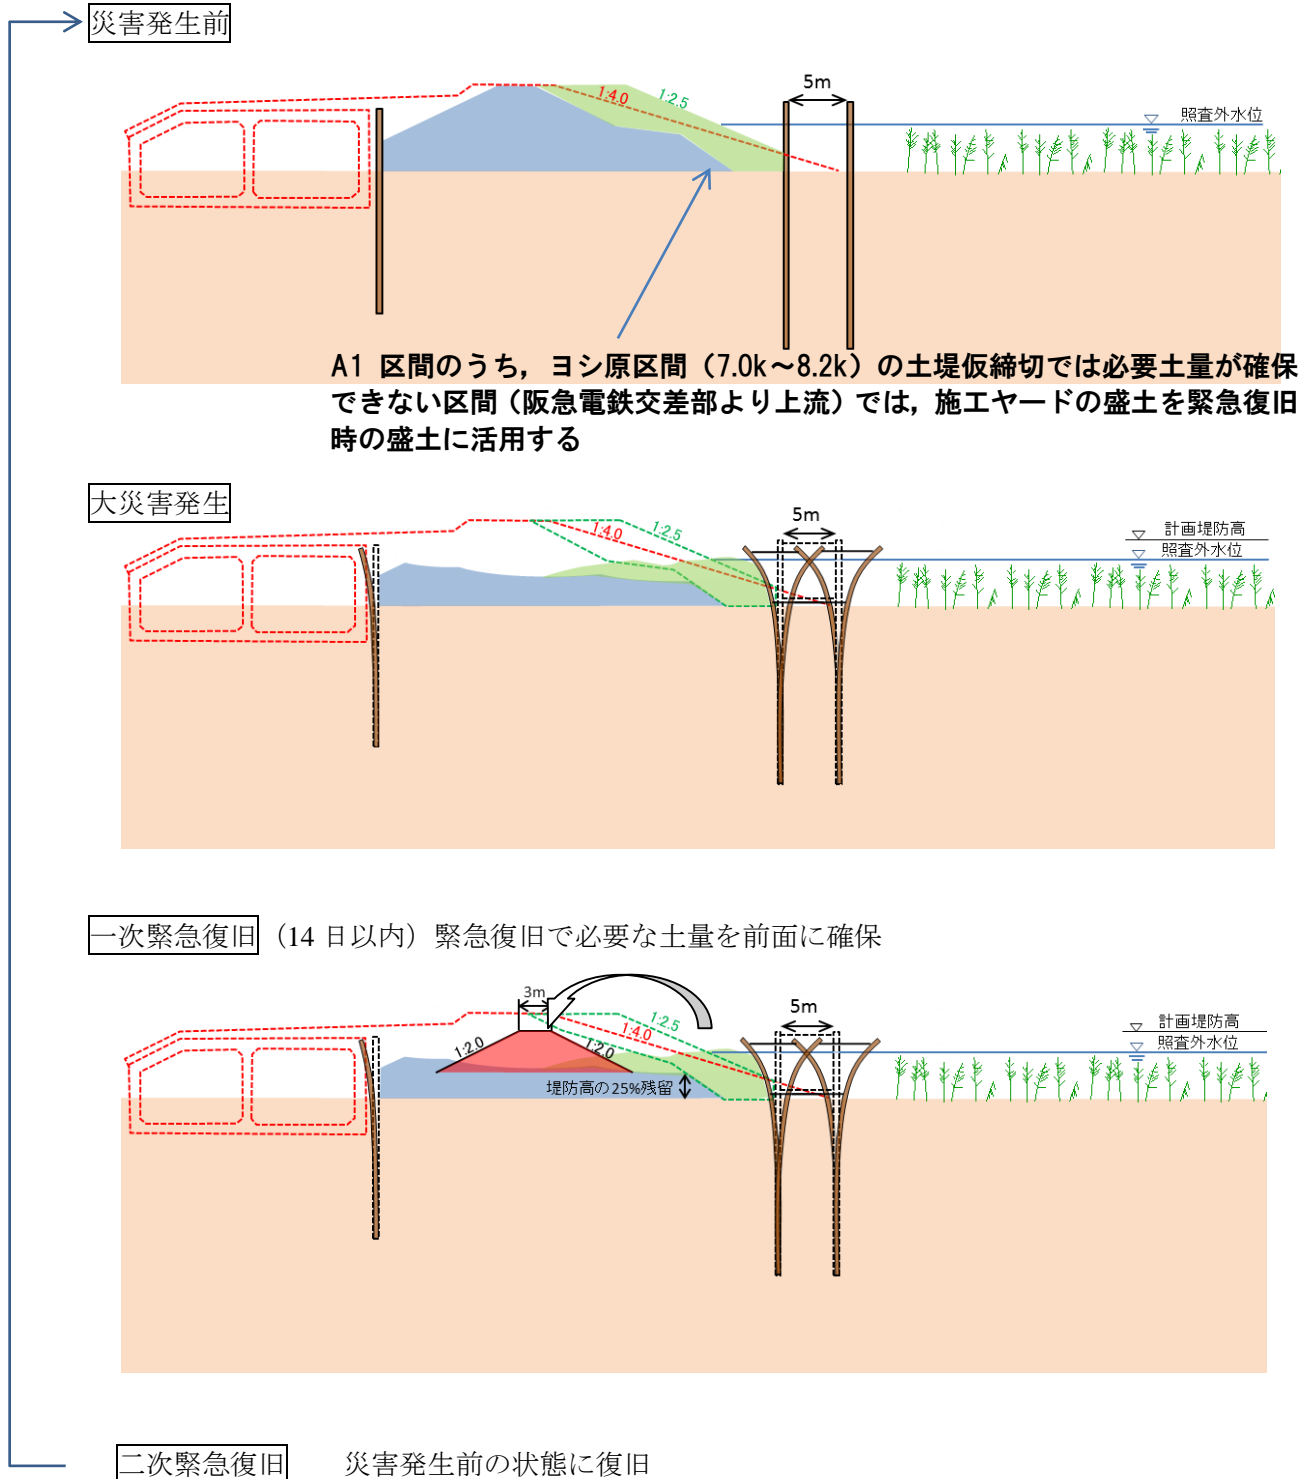 災害発生前
5m
1:4.0
1:2.5
照査外水位
A1 区間のうち，ヨシ原区間（7.0k～8.2k）の土堤仮締切では必要土量が確保
できない区間（阪急電鉄交差部より上流）では，施工ヤードの盛土を緊急復旧
時の盛土に活用する
大災害発生
5m
1:4.0
1:2.5
計画堤防高
照査外水位
一次緊急復旧（14 日以内）緊急復旧で必要な土量を前面に確保
3m
5m
1:2.5
1:4.0
1:2.0
1:2.0
計画堤防高
照査外水位
堤防高の25%残留
二次緊急復旧 災害発生前の状態に復旧